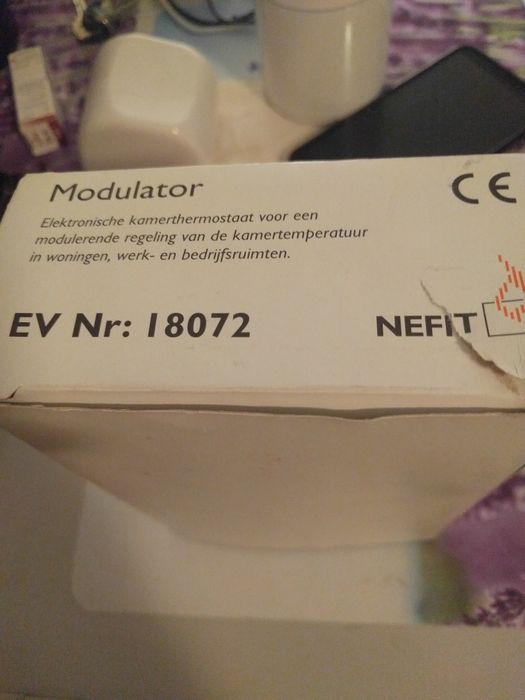 Modulator
CE
Elektronische kamerthermostaat voor een
modulerende regeling van de kamertemperatuur
in woningen, werk- en bedrijfsruimten.
EV Nr: 18072
NEFIT